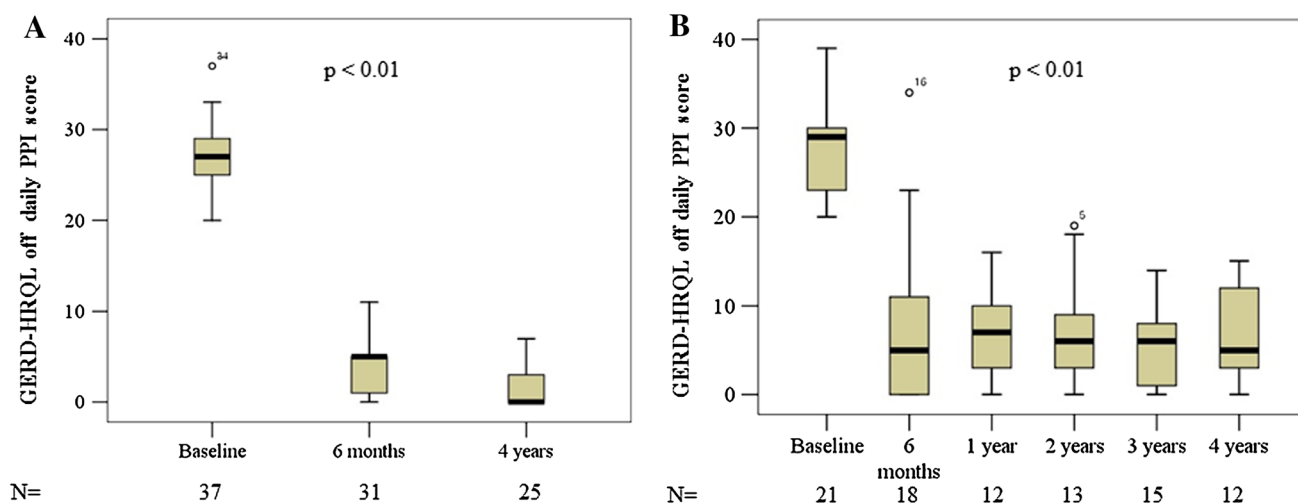 A
GERD-HRQL off daily PPI score
40
30
20
10
0
34
p < 0.01
Baseline
6 months
4 years
N=
37
31
25
B
GERD-HRQL off daily PPI score
40
30
20
10
0
16
5
p < 0.01
Baseline
6
months
1 year
2 years
3 years
4 years
N=
21
18
12
13
15
12